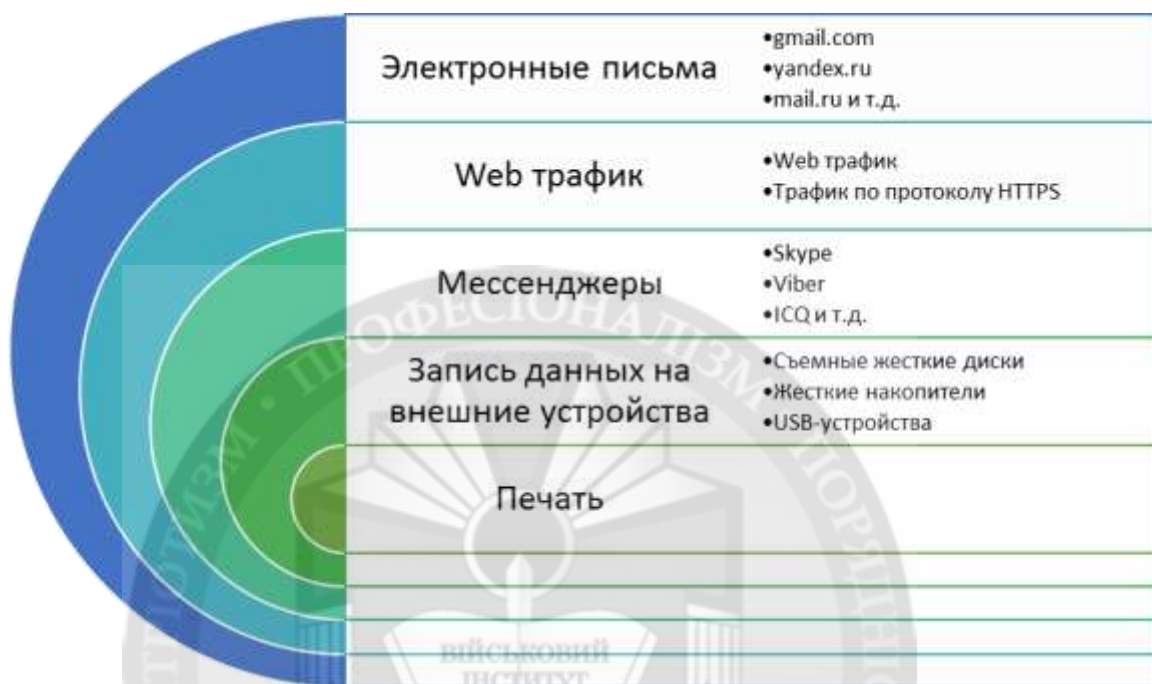 Электронные письма
•gmail.com
•yandex.ru
•mail.ru и т.д.
Web трафик
•Web трафик
•Трафик по протоколу HTTPS
Мессенджеры
•Skype
•Viber
•ICQ и т.д.
Запись данных на
внешние устройства
•Съемные жесткие диски
•Жесткие накопители
•USB-устройства
Печать
ПРОФЕСІОНАЛІЗМ
ВІЙСЬКОВИЙ
ІНСТИТУТ